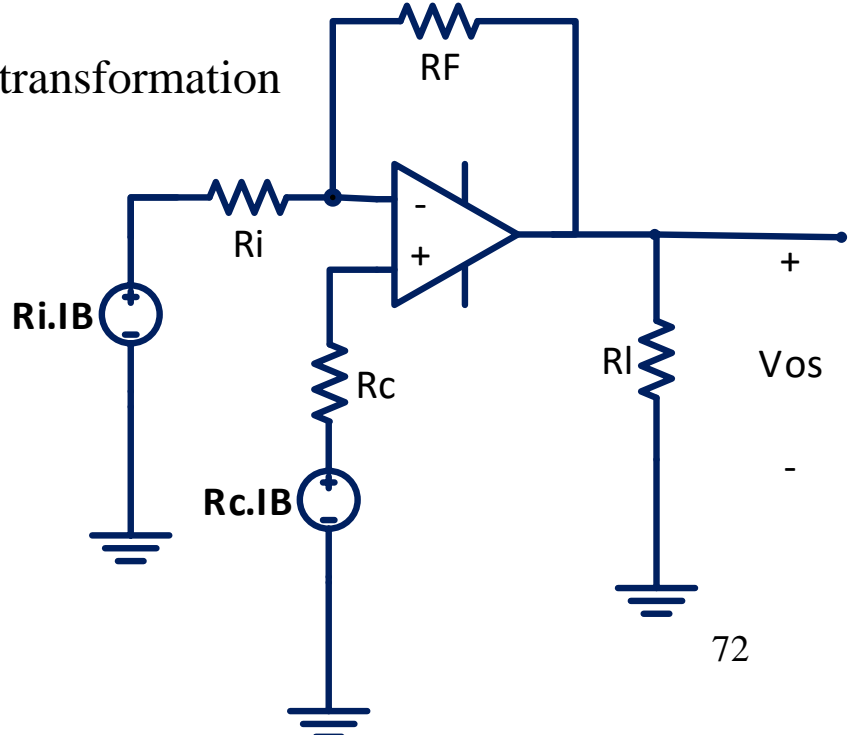 RF
transformation
-
Ri
+
+
+
-
Ri.IB
Rc
Rl
Vos
-
+
-
Rc.IB
72